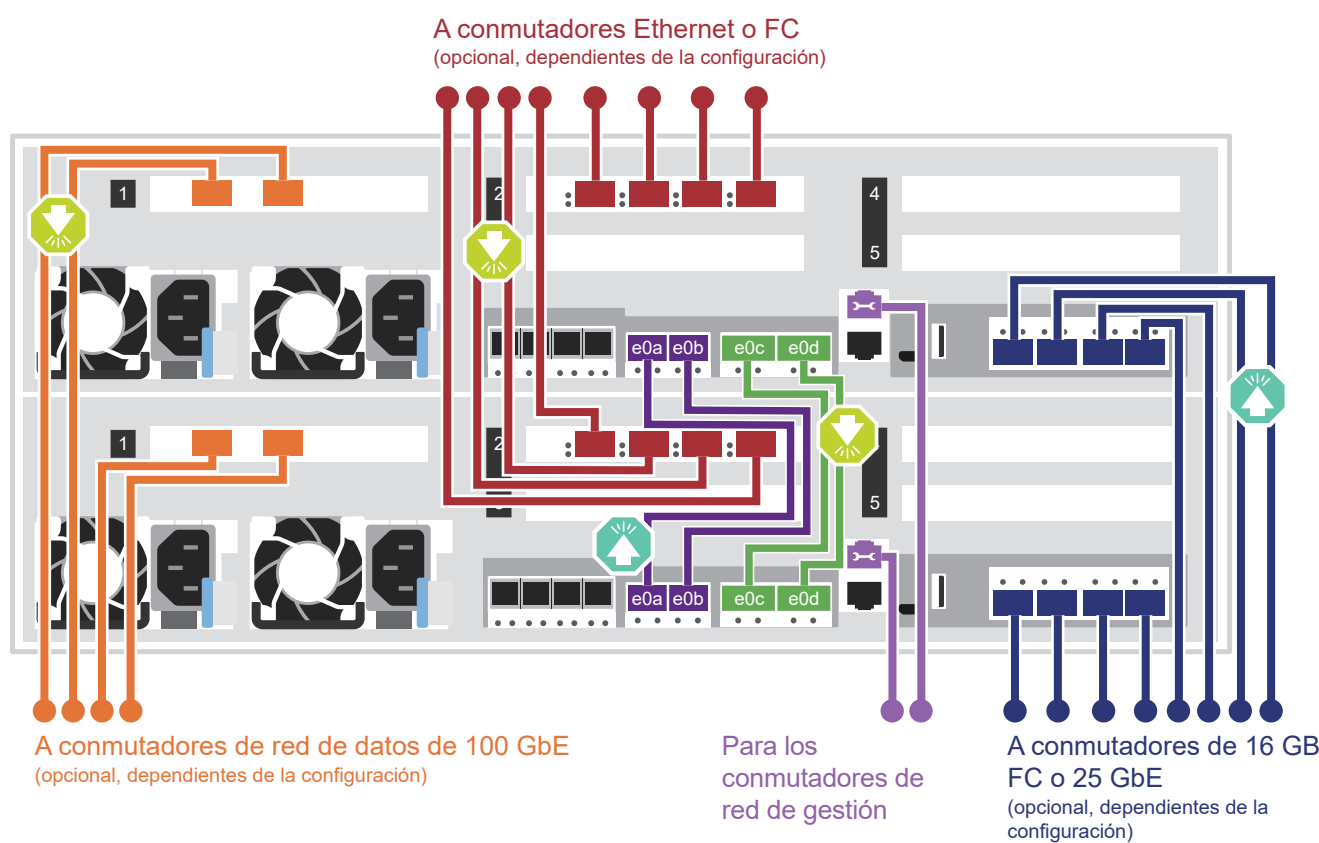 A conmutadores Ethernet o FC
(opcional, dependientes de la configuración)
1
2
4
5
e0a e0b e0c e0d
1
2
5
e0a e0b e0c e0d
A conmutadores de red de datos de 100 GbE
(opcional, dependientes de la configuración)
Para los
conmutadores de
red de gestión
A conmutadores de 16 GB
FC o 25 GbE
(opcional, dependientes de la
configuración)